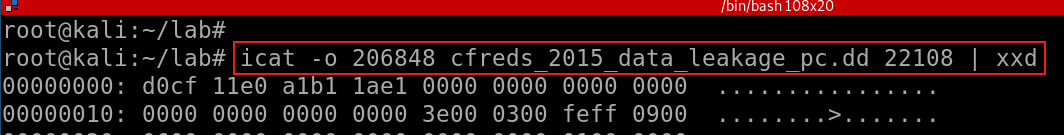 /bin/bash 108x20
root@kali:~/lab#
root@kali:~/lab# icat -o 206848 cfreds_2015_data_leakage_pc.dd 22108 | xxd
00000000: d0cf 11e0 a1b1 1ae1 0000 0000 0000 0000  ................
00000010: 0000 0000 0000 0000 3e00 0300 feff 0900  ........>.......